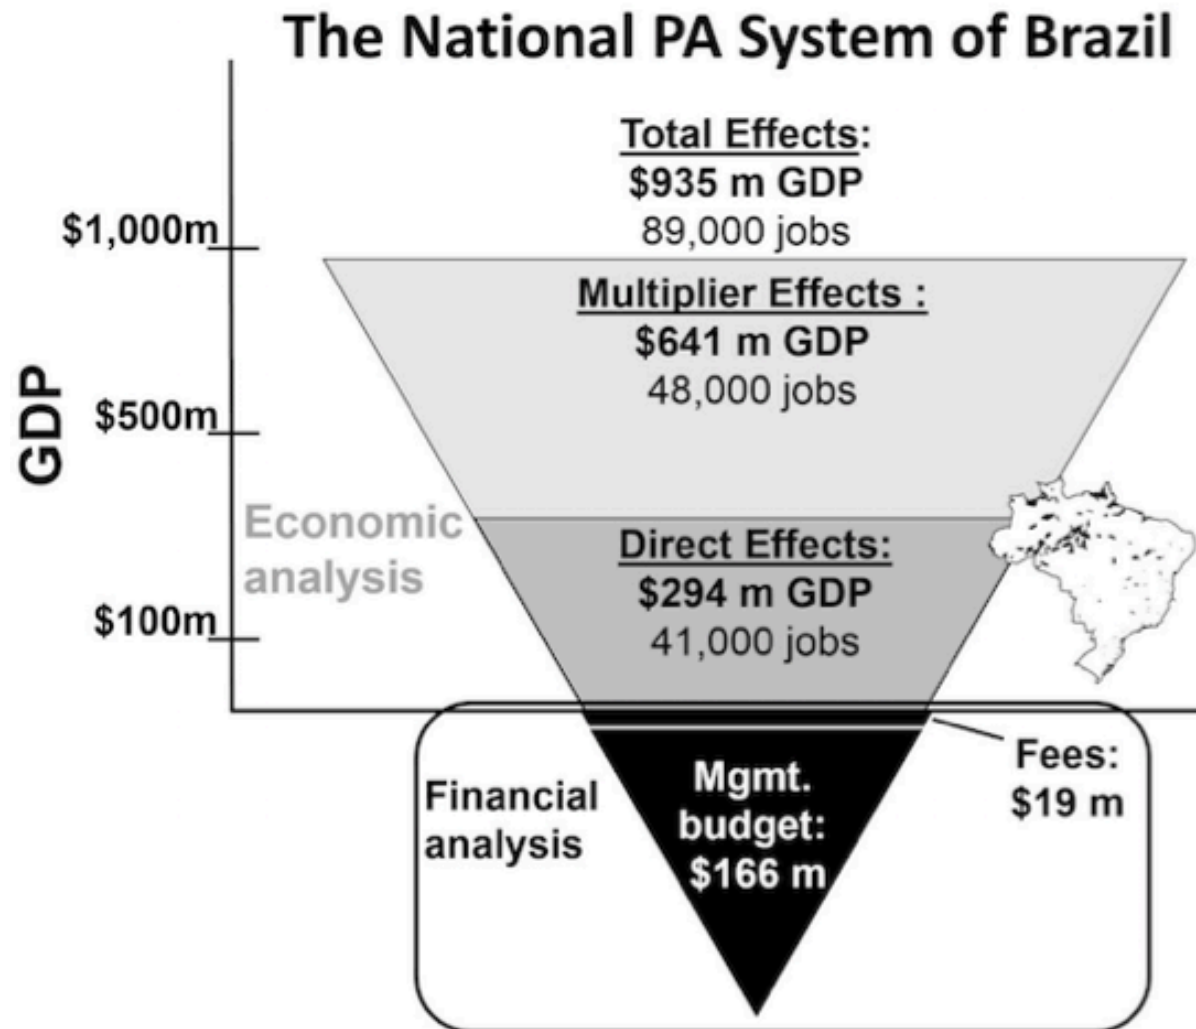 The National PA System of Brazil
Total Effects:
$935 m GDP
89,000 jobs
$1,000m
Multiplier Effects :
$641 m GDP
48,000 jobs
GDP
$500m
Economic
analysis
Direct Effects:
$294 m GDP
41,000 jobs
$100m
Financial
analysis
Mgmt.
budget:
$166 m
Fees:
$19 m